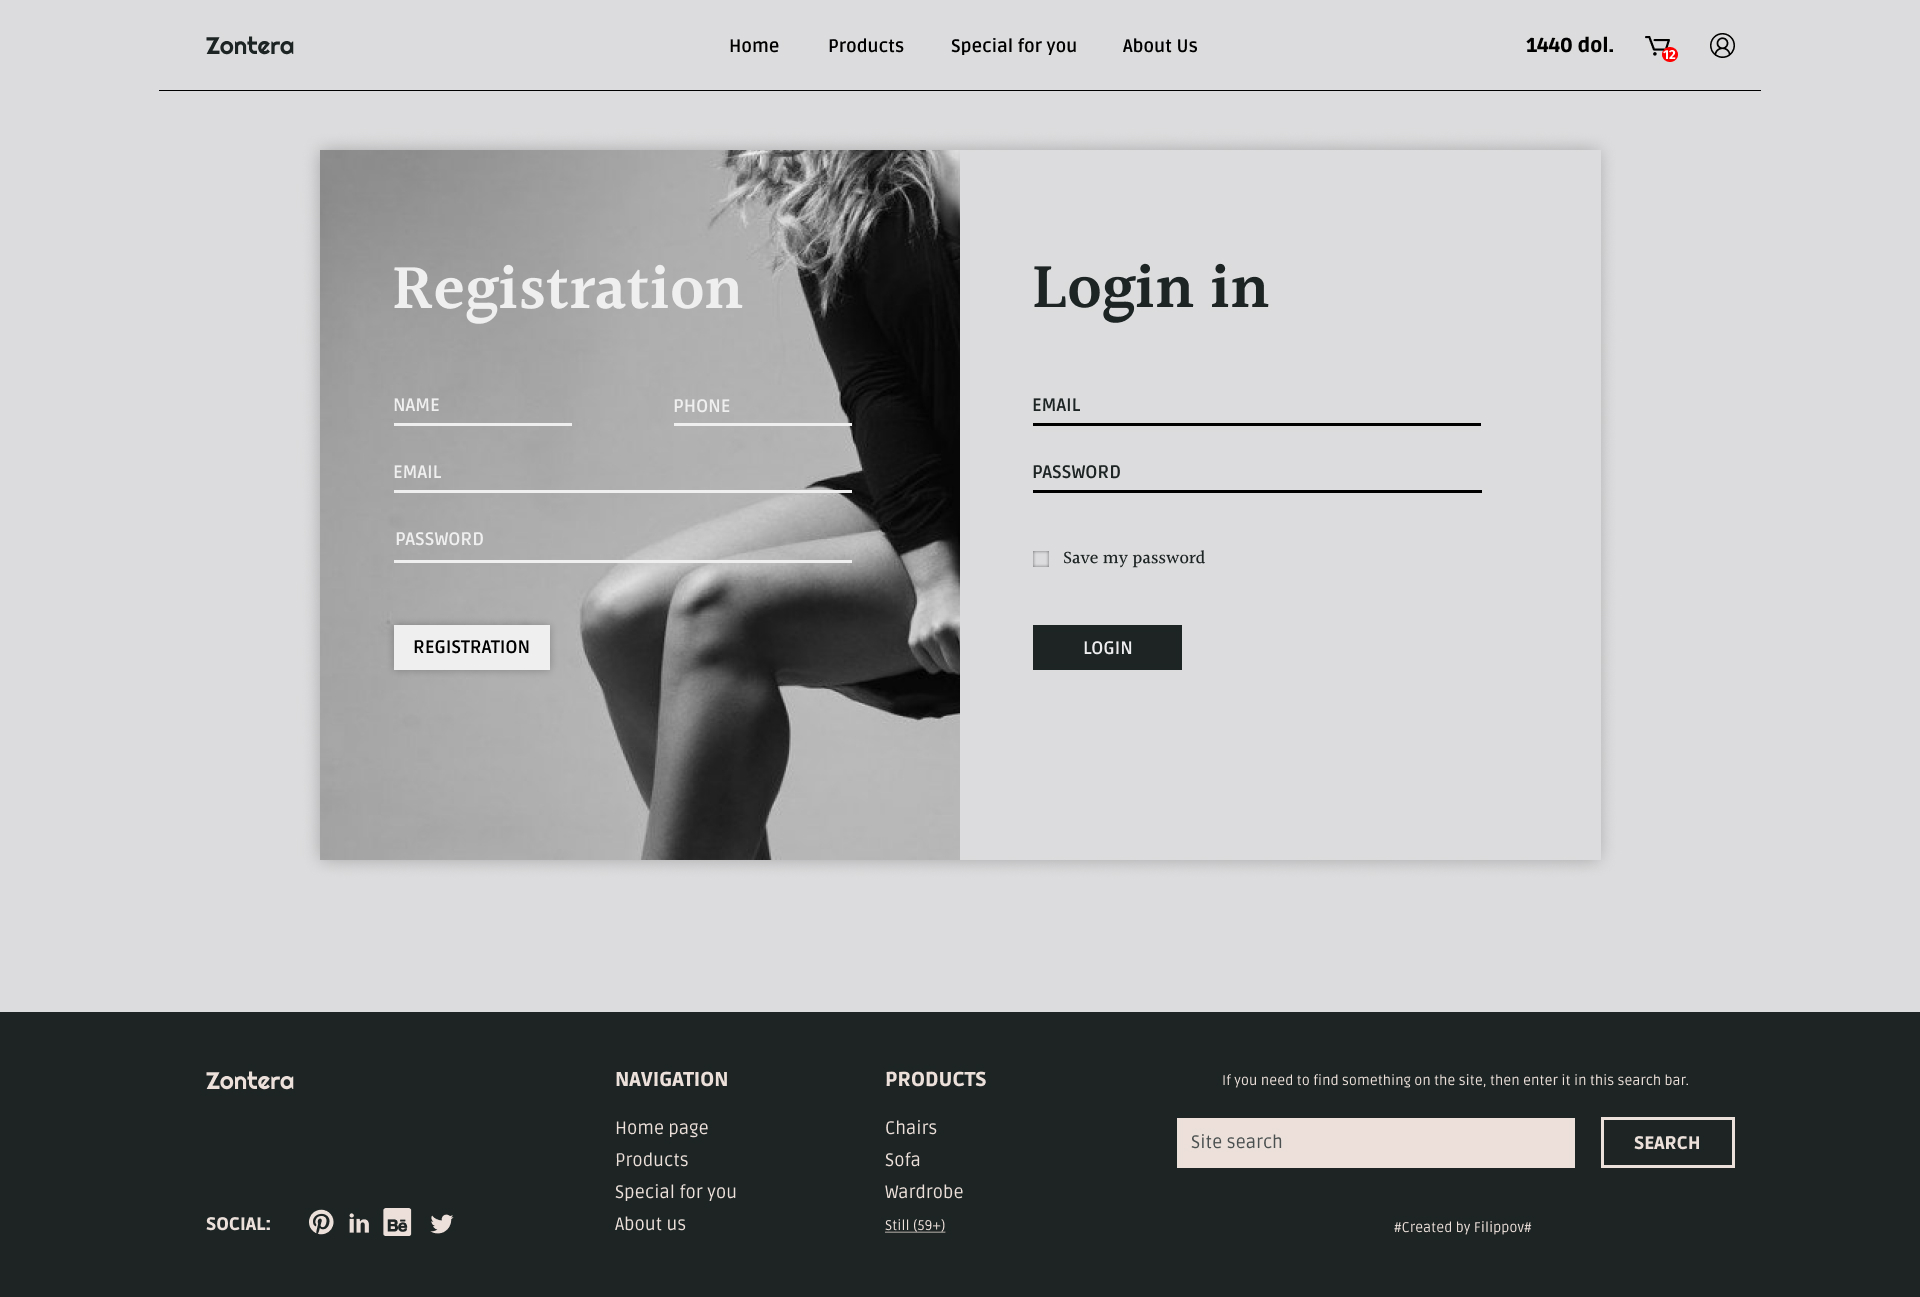 Zontera
Home Products Special for you About Us
1440 dol.
12
Registration
NAME PHONE
EMAIL
PASSWORD
REGISTRATION
Login in
EMAIL
PASSWORD
Save my password
LOGIN
Zontera
SOCIAL:
in
Bē
NAVIGATION
Home page
Products
Special for you
About us
PRODUCTS
Chairs
Sofa
Wardrobe
Still (59+)
If you need to find something on the site, then enter it in this search bar.
Site search
SEARCH
#Created by Filippov#